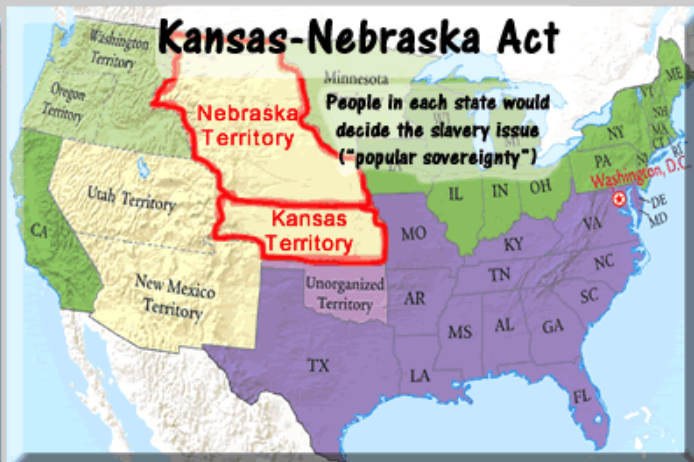 Kansas-Nebraska Act
Washington
Territory
Minnesota
Oregon
Territory
Nebraska
Territory
People in each state would
decide the slavery issue
("popular sovereignty")
ME
VT
NH
MA
NY
RI
PA
Washington, D.C.
IL
IN
OH
DE
MD
Utah Territory
CA
Kansas
Territory
MO
KY
VA
NC
TN
SC
New Mexico
Territory
Unorganized
Territory
AR
MS
AL
GA
TX
LA
FL